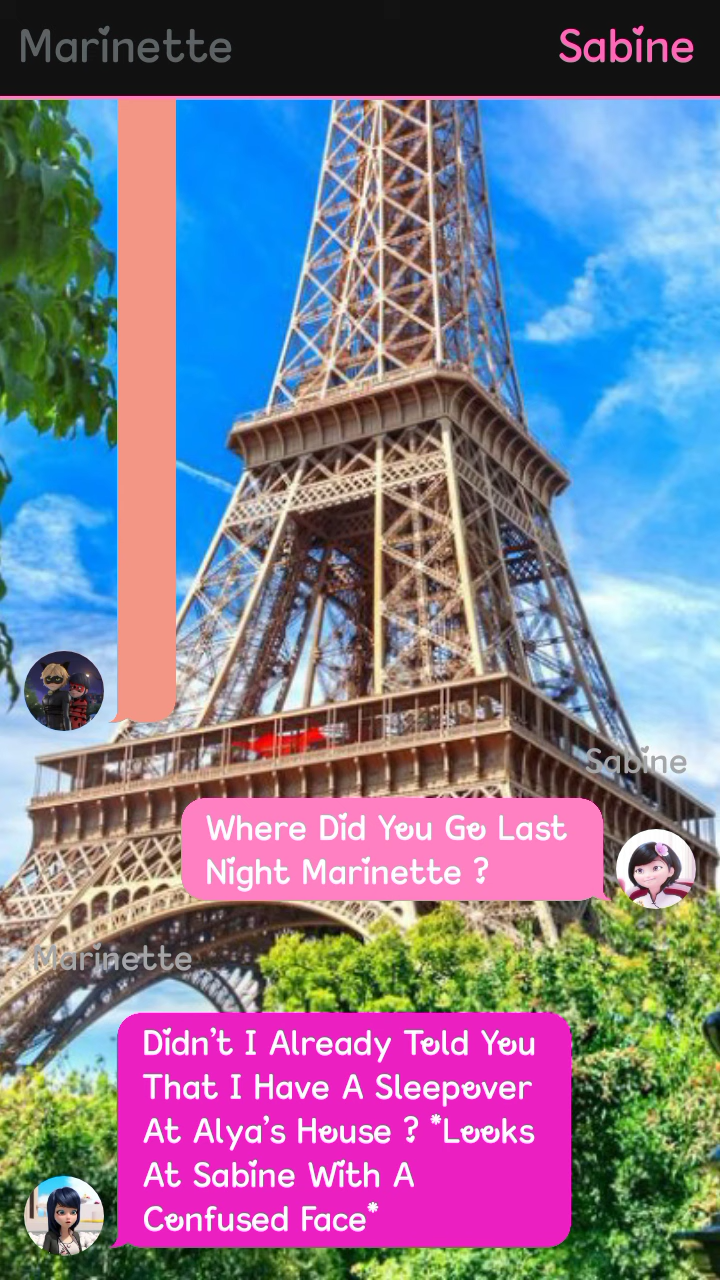 Marinette
Sabine
Sabine
Where Did You Go Last
Night Marinette ?
Marinette
Didn't I Already Told You
That I Have A Sleepover
At Alya's House ? *Looks
At Sabine With A
Confused Face*